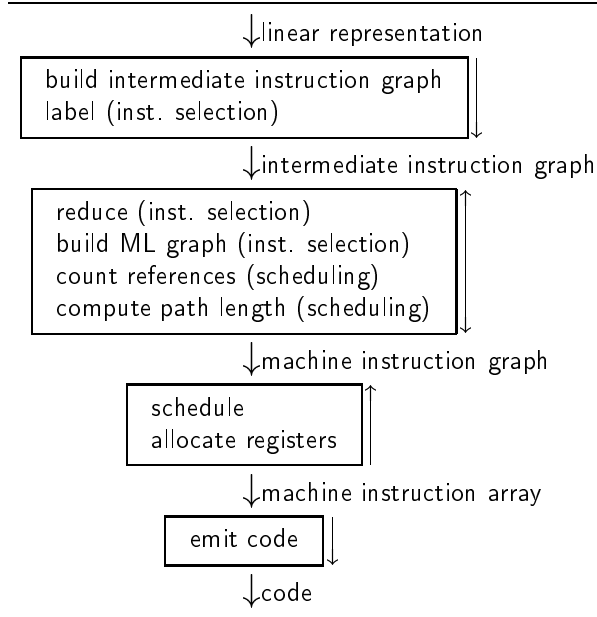 linear representation
build intermediate instruction graph
label (inst. selection)
intermediate instruction graph
reduce (inst. selection)
build ML graph (inst. selection)
count references (scheduling)
compute path length (scheduling)
machine instruction graph
schedule
allocate registers
machine instruction array
emit code
code